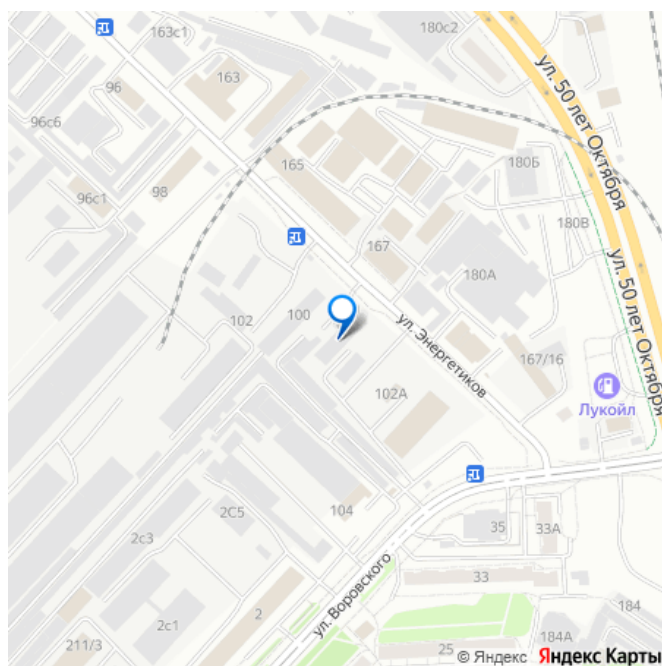 180с2
163с1
163
96
96с6
ул. 50 лет Октября
165
180Б
98
96с1
180В
167
180А
ул. 50 лет Октября
100
102
ул. Энергетиков
167/16
102А
Лукойл
104
2С5
35
33А
2с3
ул. Воровского
33
2
2с1
184
211/3
25
184А
© Яндекс Яндекс Карты